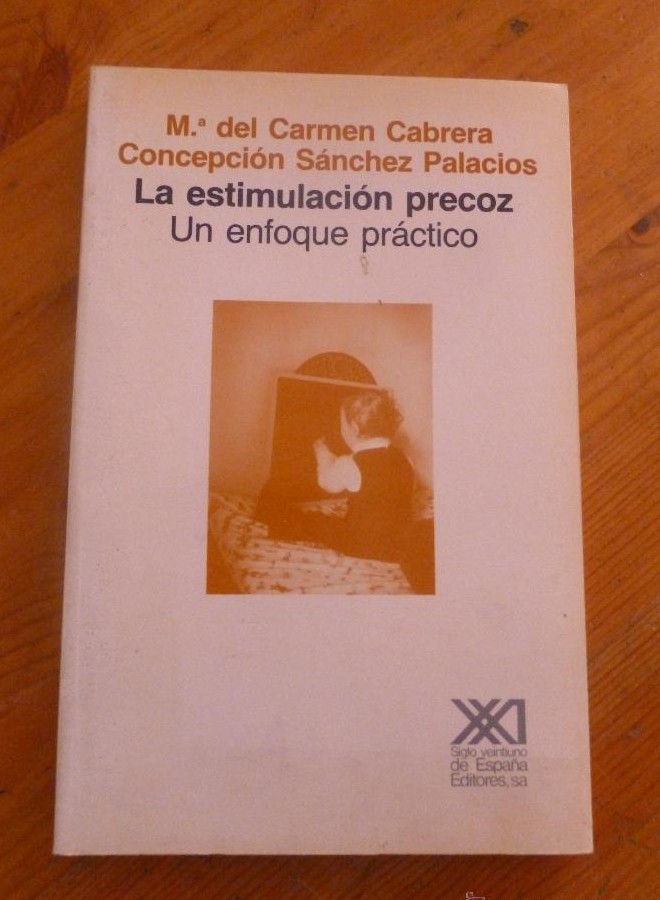 M.ª del Carmen Cabrera
Concepción Sánchez Palacios
La estimulación precoz
Un enfoque práctico
XXI
Siglo veintiuno
de España
Editores, sa